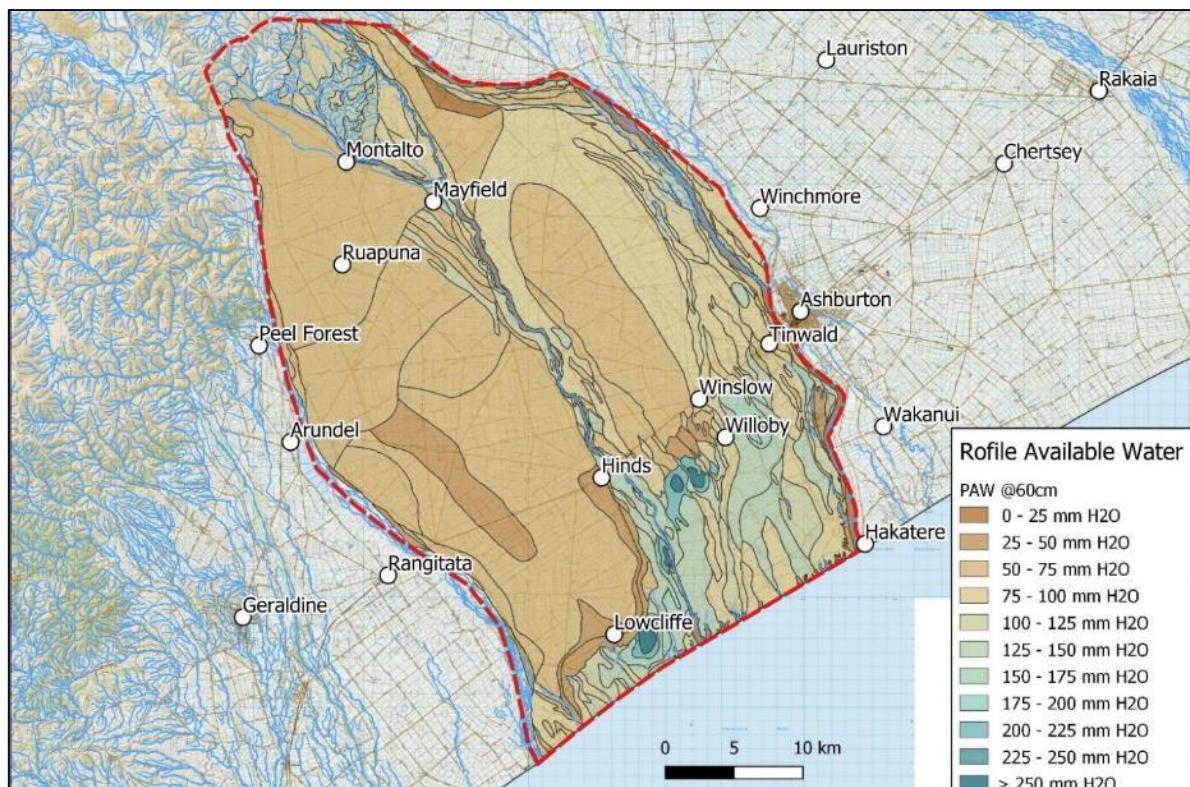 Lauriston
Rakaia
Montalto
Chertsey
Mayfield
Winchmore
Ruapuna
Ashburton
Peel Forest
Tinwald
Winslow
Wakanui
Arundel
Willoby
Hinds
Hakatere
Rangitata
Geraldine
Lowcliffe
0 5 10 km
Rofile Available Water
PAW @60cm
0 - 25 mm H2O
25 - 50 mm H2O
50 - 75 mm H2O
75 - 100 mm H2O
100 - 125 mm H2O
125 - 150 mm H2O
150 - 175 mm H2O
175 - 200 mm H2O
200 - 225 mm H2O
225 - 250 mm H2O
> 250 mm H2O